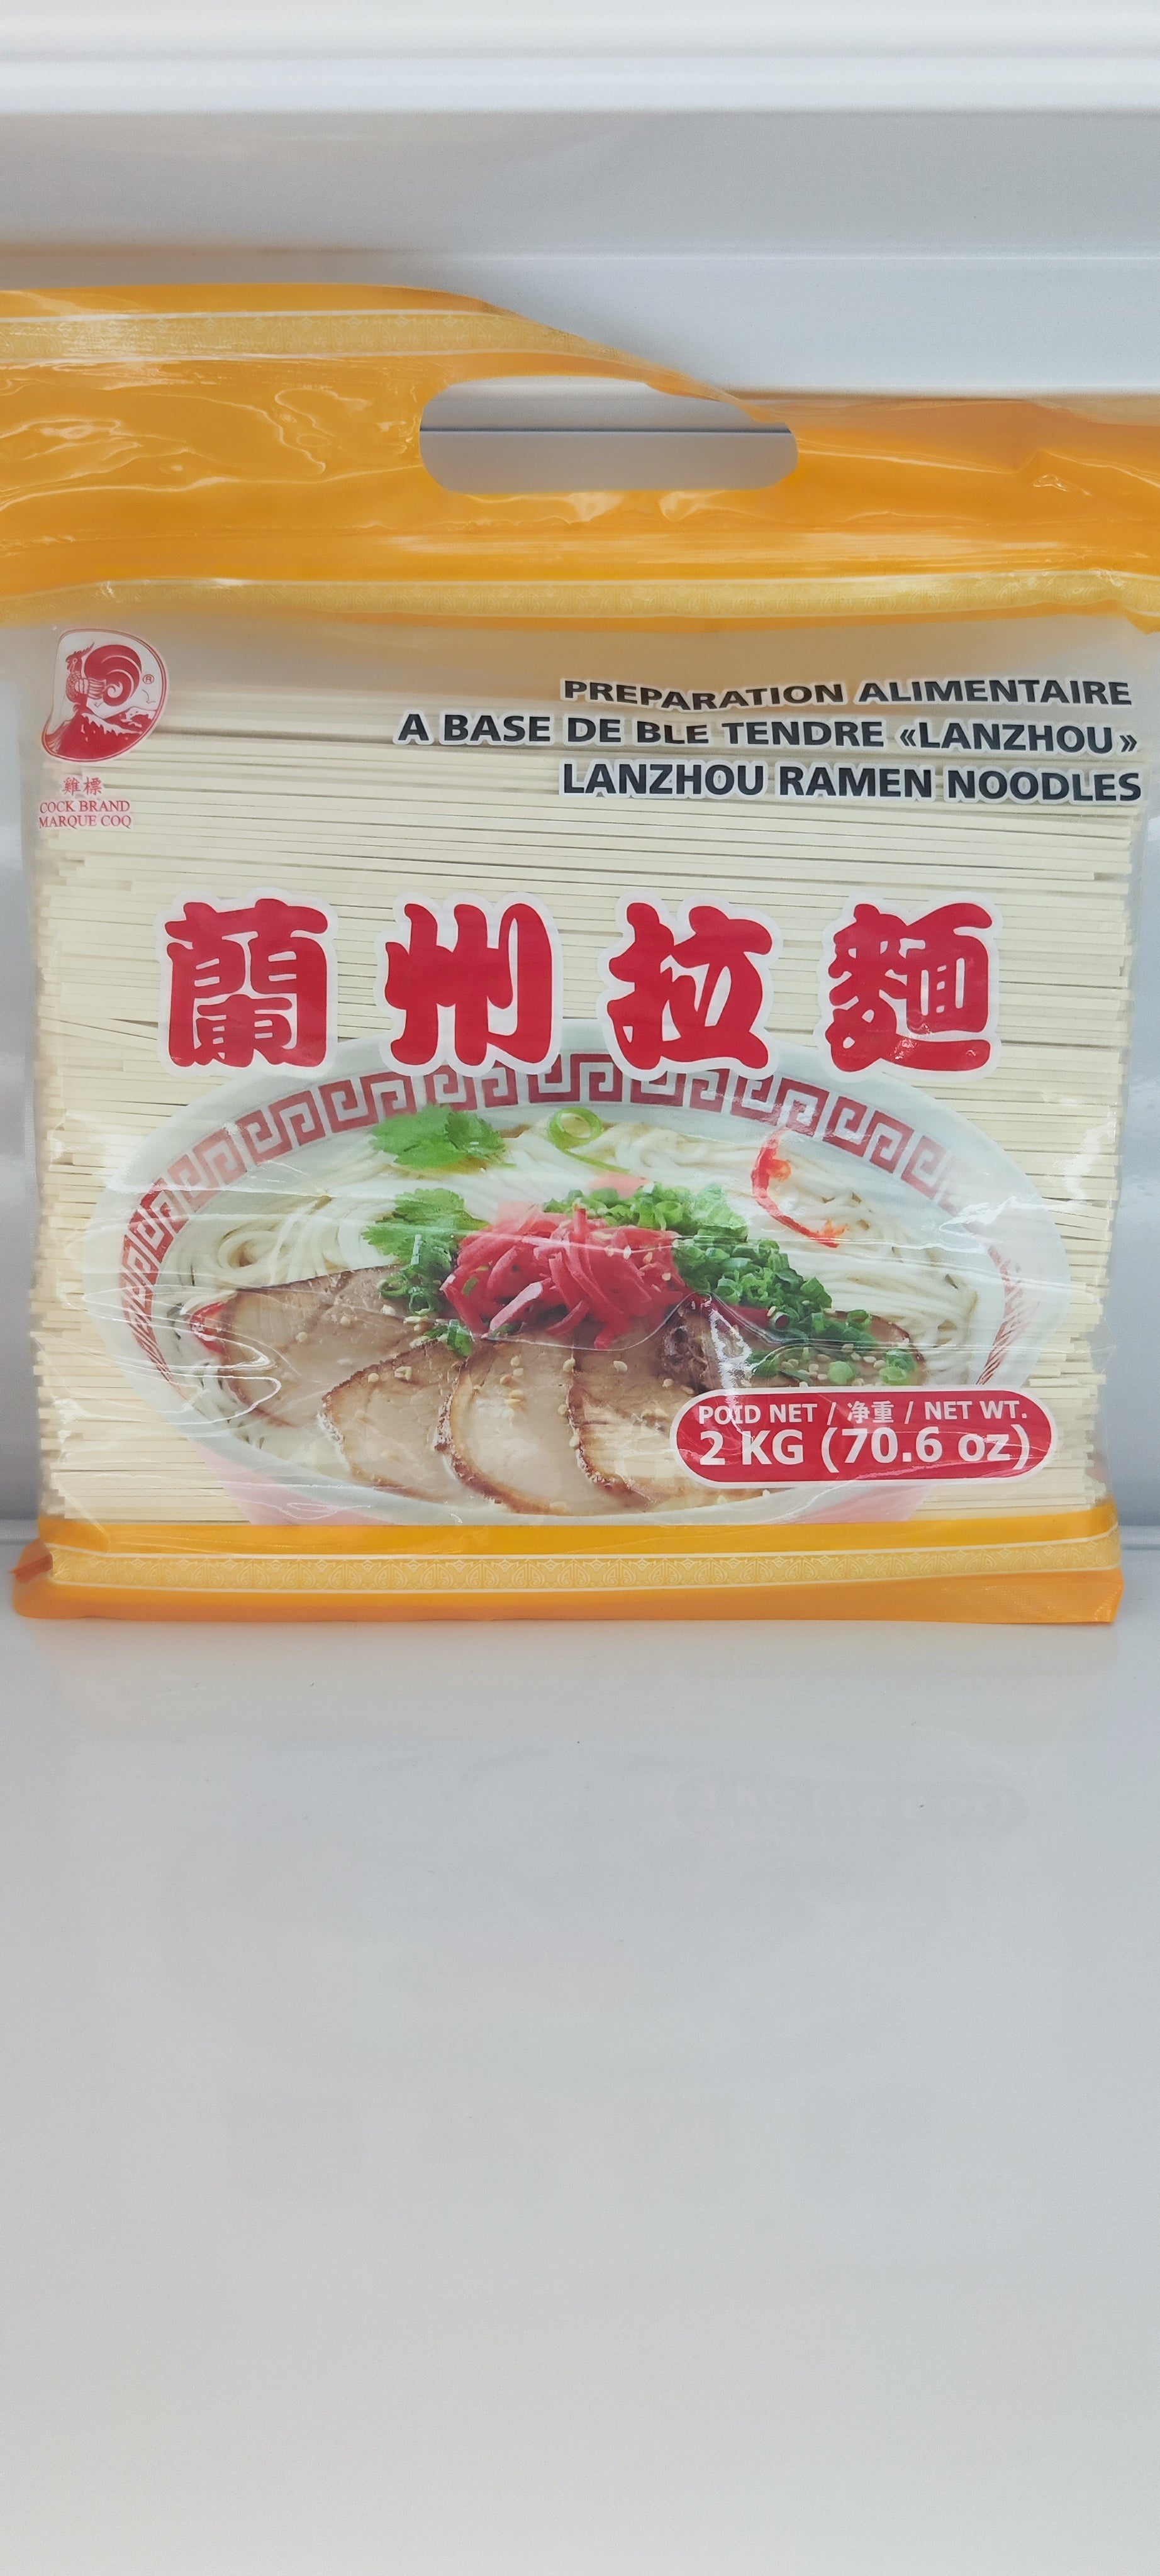 PREPARATION ALIMENTAIRE
A BASE DE BLE TENDRE «LANZHOU»
LANZHOU RAMEN NOODLES
®
雞標
COCK BRAND
MARQUE COQ
蘭州拉麵
POID NET / 净重 / NET WT.
2 KG (70.6 oz)